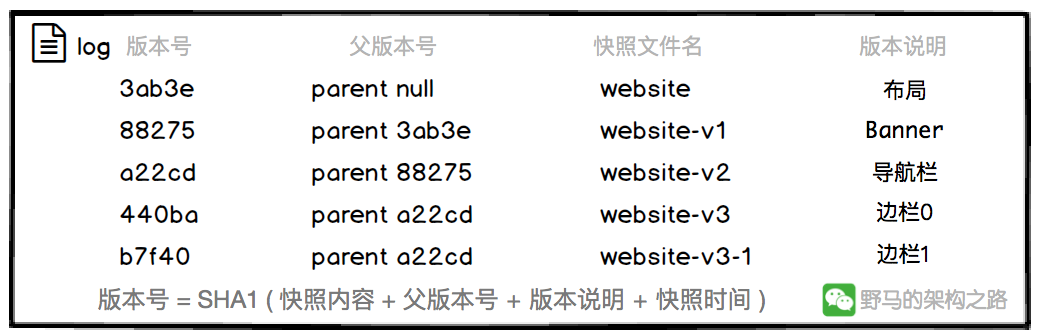 log 版本号 父版本号 快照文件名 版本说明
3ab3e parent null website 布局
88275 parent 3ab3e website-v1 Banner
a22cd parent 88275 website-v2 导航栏
440ba parent a22cd website-v3 边栏0
b7f40 parent a22cd website-v3-1 边栏1
版本号 = SHA1 ( 快照内容 + 父版本号 + 版本说明 + 快照时间 ) 野马的架构之路